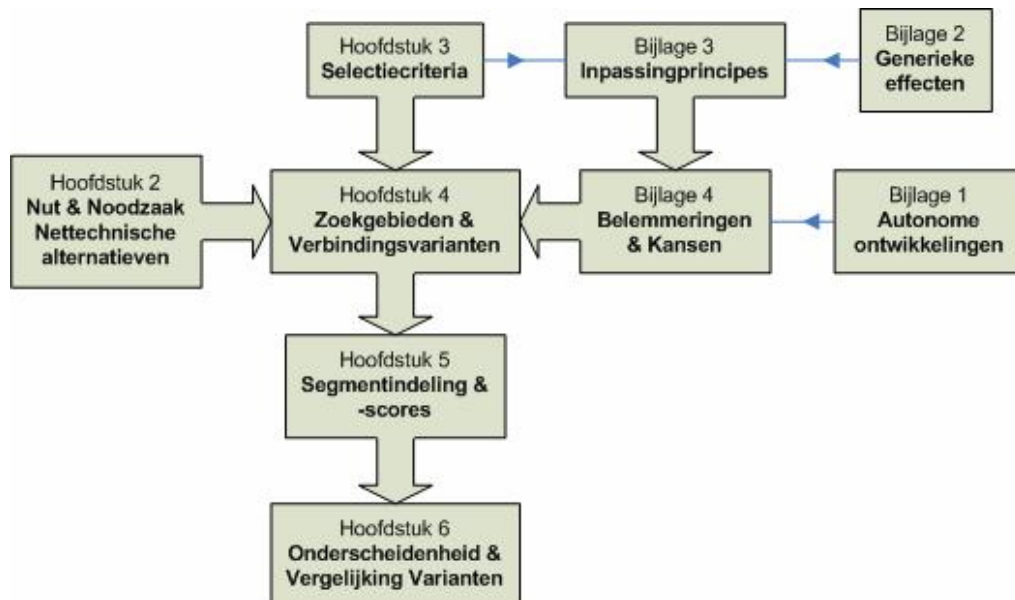 Hoofdstuk 3
Selectiecriteria
Bijlage 3
Inpassingprincipes
Bijlage 2
Generieke
effecten
Hoofdstuk 2
Nut & Noodzaak
Nettechnische
alternatieven
Hoofdstuk 4
Zoekgebieden &
Verbindingsvarianten
Bijlage 4
Belemmeringen
& Kansen
Bijlage 1
Autonome
ontwikkelingen
Hoofdstuk 5
Segmentindeling &
-scores
Hoofdstuk 6
Onderscheidenheid &
Vergelijking Varianten